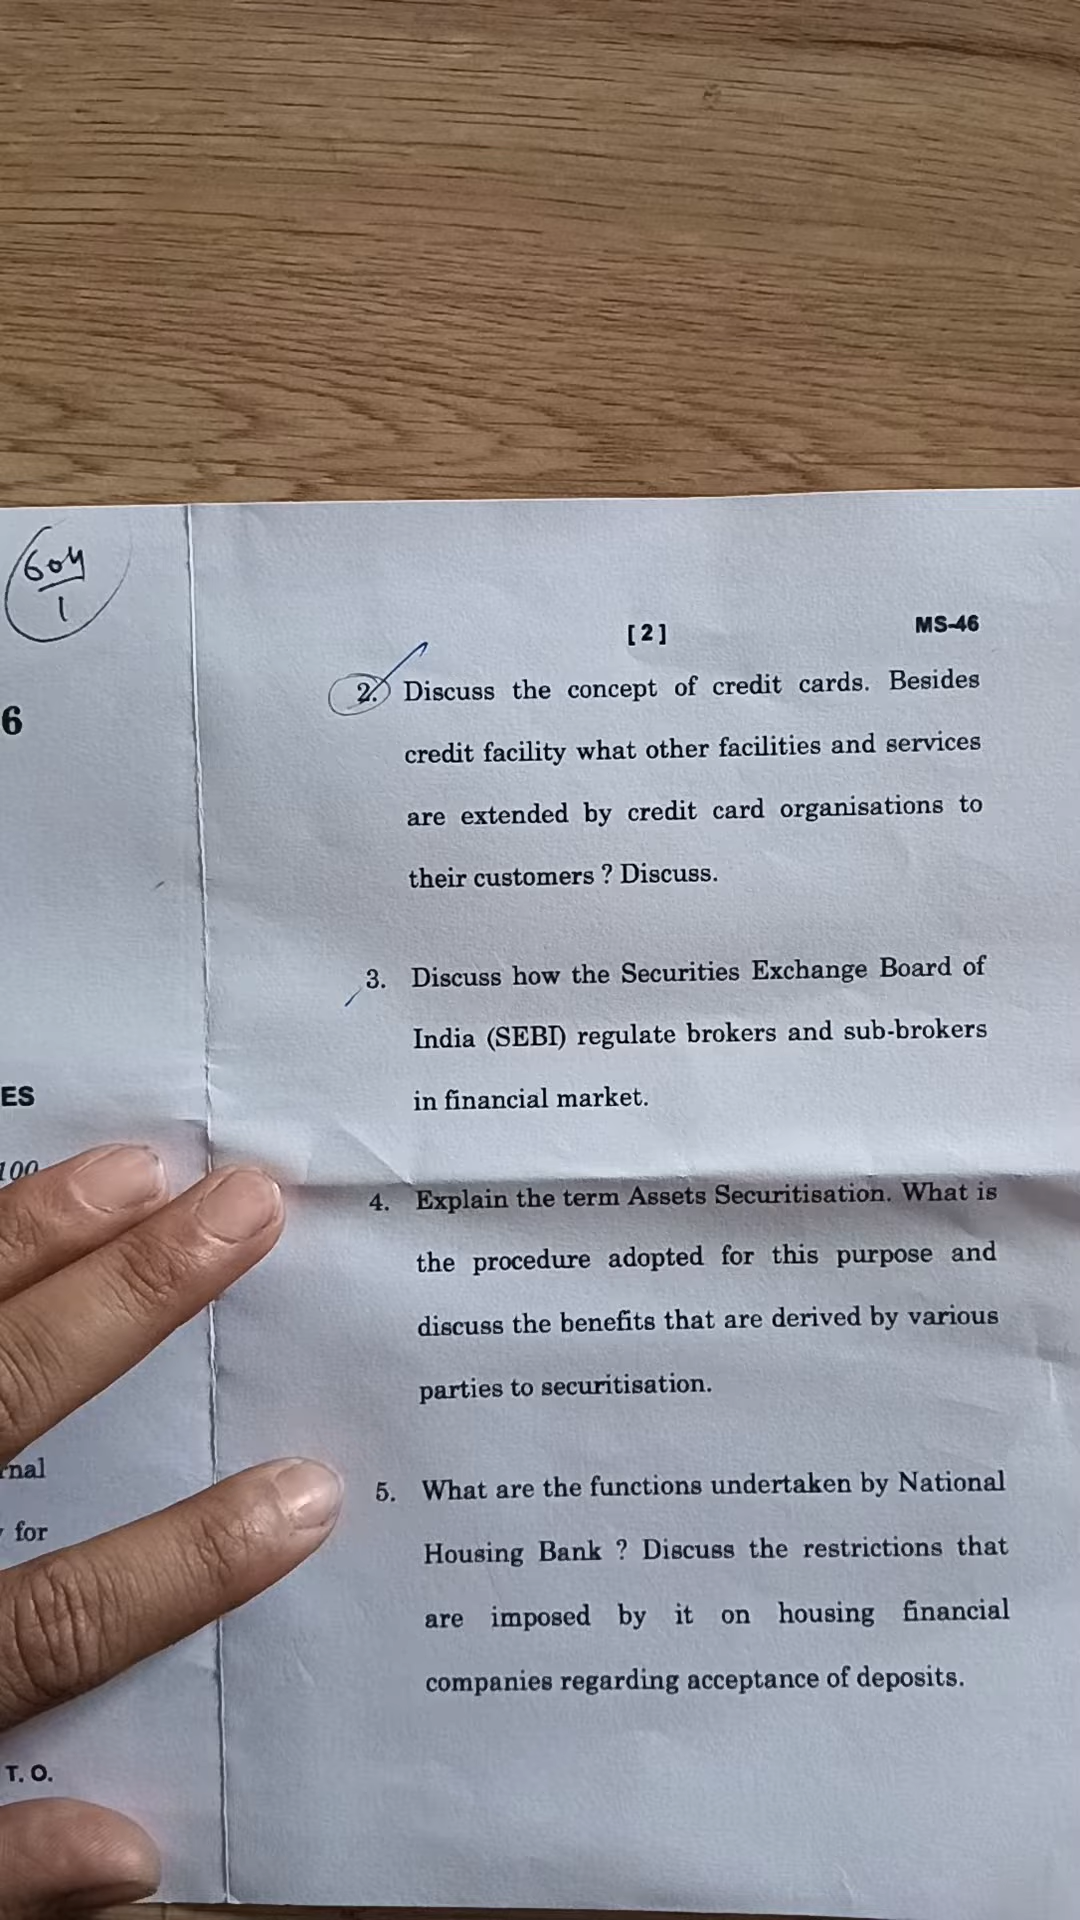 604
1
6
ES
100
rnal
for
T. O.
[ 2 ] MS-46
2. Discuss the concept of credit cards. Besides
credit facility what other facilities and services
are extended by credit card organisations to
their customers ? Discuss.
3. Discuss how the Securities Exchange Board of
India (SEBI) regulate brokers and sub-brokers
in financial market.
4. Explain the term Assets Securitisation. What is
the procedure adopted for this purpose and
discuss the benefits that are derived by various
parties to securitisation.
5. What are the functions undertaken by National
Housing Bank ? Discuss the restrictions that
are imposed by it on housing financial
companies regarding acceptance of deposits.